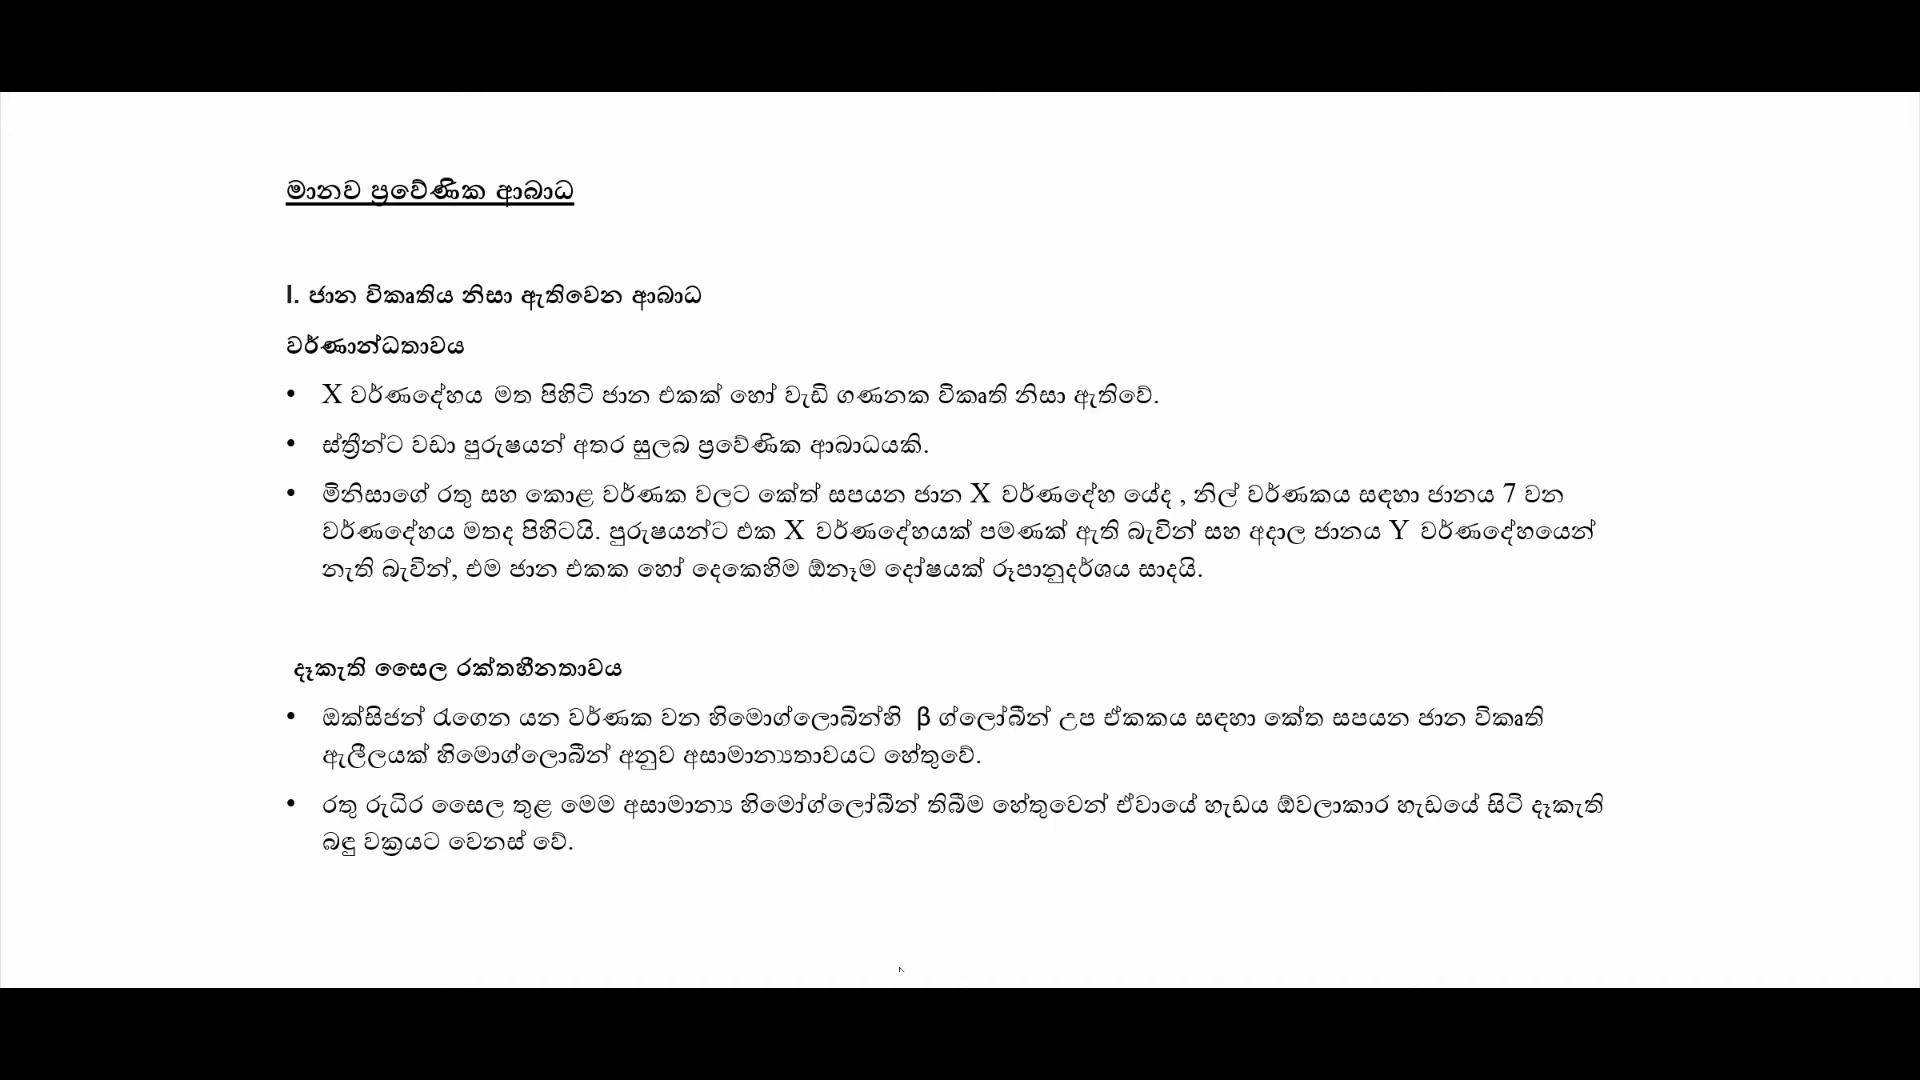 මානව ප්‍රවේණික ආබාධ
I. ජාන විකෘතිය නිසා ඇතිවෙන ආබාධ
වර්ණාන්ධතාවය
• X වර්ණදේහය මත පිහිටි ජාන එකක් හෝ වැඩි ගණනක විකෘති නිසා ඇතිවේ.
• ස්ත්‍රීන්ට වඩා පුරුෂයන් අතර සුලබ ප්‍රවේණික ආබාධයකි.
• මිනිසාගේ රතු සහ කොළ වර්ණක වලට කේත් සපයන ජාන X වර්ණදේහ යේද , නිල් වර්ණකය සඳහා ජානය 7 වන
වර්ණදේහය මතද පිහිටයි. පුරුෂයන්ට එක X වර්ණදේහයක් පමණක් ඇති බැවින් සහ අදාල ජානය Y වර්ණදේහයෙන්
නැති බැවින්, එම ජාන එකක හෝ දෙකෙහිම ඕනෑම දෝෂයක් රූපානුදර්ශය සාදයි.
දෑකැති සෛල රක්තහීනතාවය
• ඔක්සිජන් රැගෙන යන වර්ණක වන හිමොග්ලොබින්හි β ග්ලෝබීන් උප ඒකකය සඳහා කේත සපයන ජාන විකෘති
ඇලීලයක් හිමොග්ලොබීන් අනුව අසාමාන්‍යතාවයට හේතුවේ.
• රතු රුධිර සෛල තුළ මෙම අසාමාන්‍ය හිමෝග්ලෝබීන් තිබීම හේතුවෙන් ඒවායේ හැඩය ඕවලාකාර හැඩයේ සිටි දෑකැති
බඳු වක්‍රයට වෙනස් වේ.